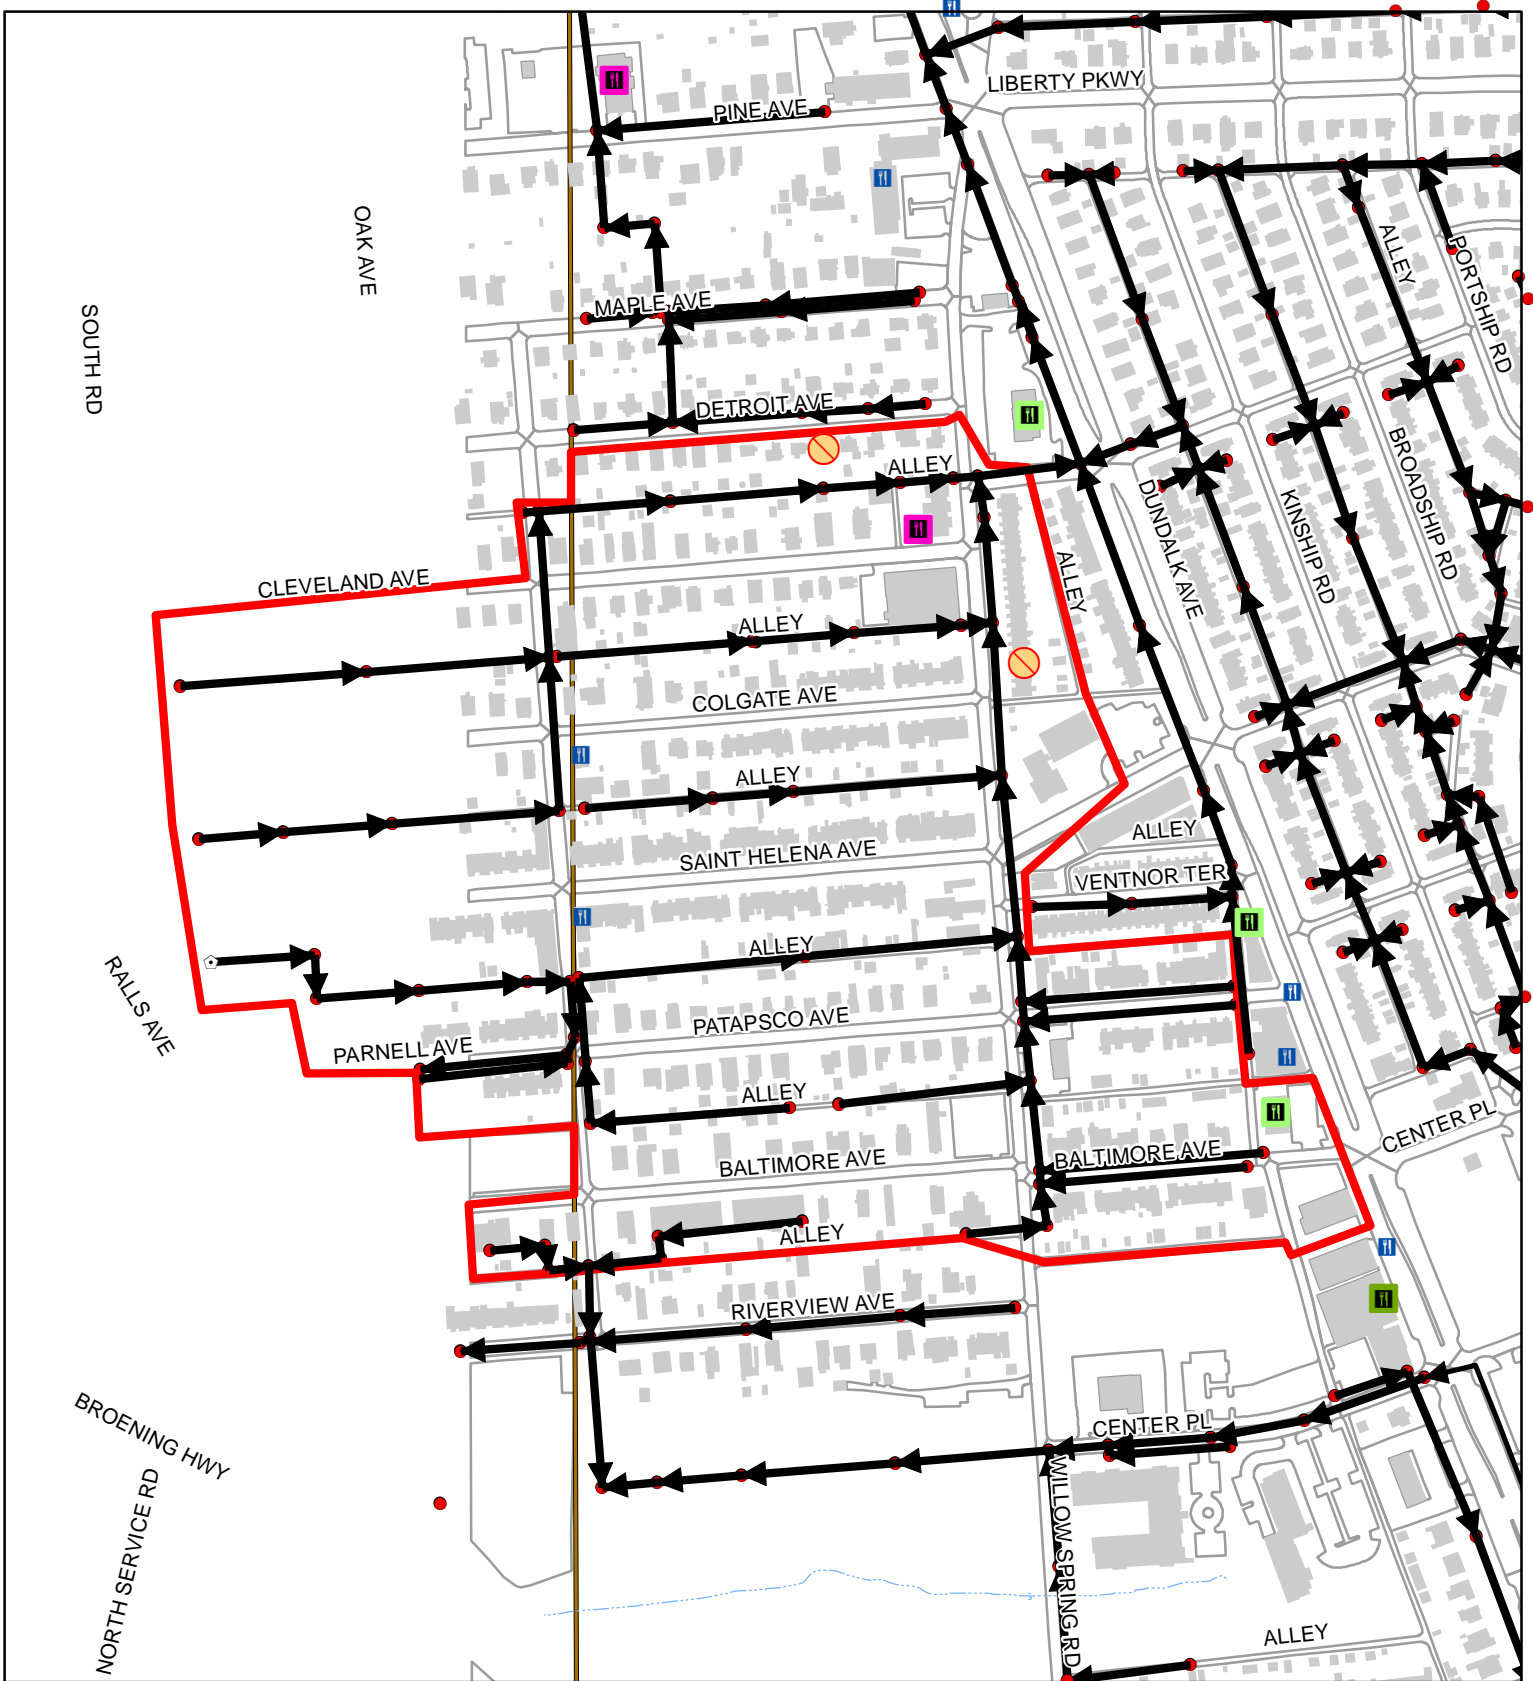 LIBERTY PKWY
PINE AVE
OAK AVE
ALLEY
PORTSHIP RD
SOUTH RD
MAPLE AVE
DETROIT AVE
ALLEY
BROADSHIP RD
DUNDALK AVE
KINSHIP RD
ALLEY
CLEVELAND AVE
ALLEY
COLGATE AVE
ALLEY
ALLEY
SAINT HELENA AVE
VENTNOR TER
ALLEY
RALLS AVE
PATAPSCO AVE
PARNELL AVE
ALLEY
CENTER PL
BALTIMORE AVE
BALTIMORE AVE
ALLEY
RIVERVIEW AVE
BROENING HWY
CENTER PL
WILLOW SPRING RD
NORTH SERVICE RD
ALLEY